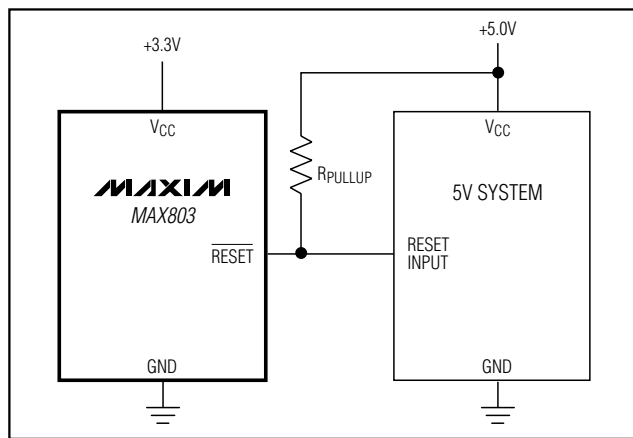 +3.3V
+5.0V
VCC
VCC
RPULLUP
MAXIM
MAX803
5V SYSTEM
RESET
RESET
INPUT
GND
GND